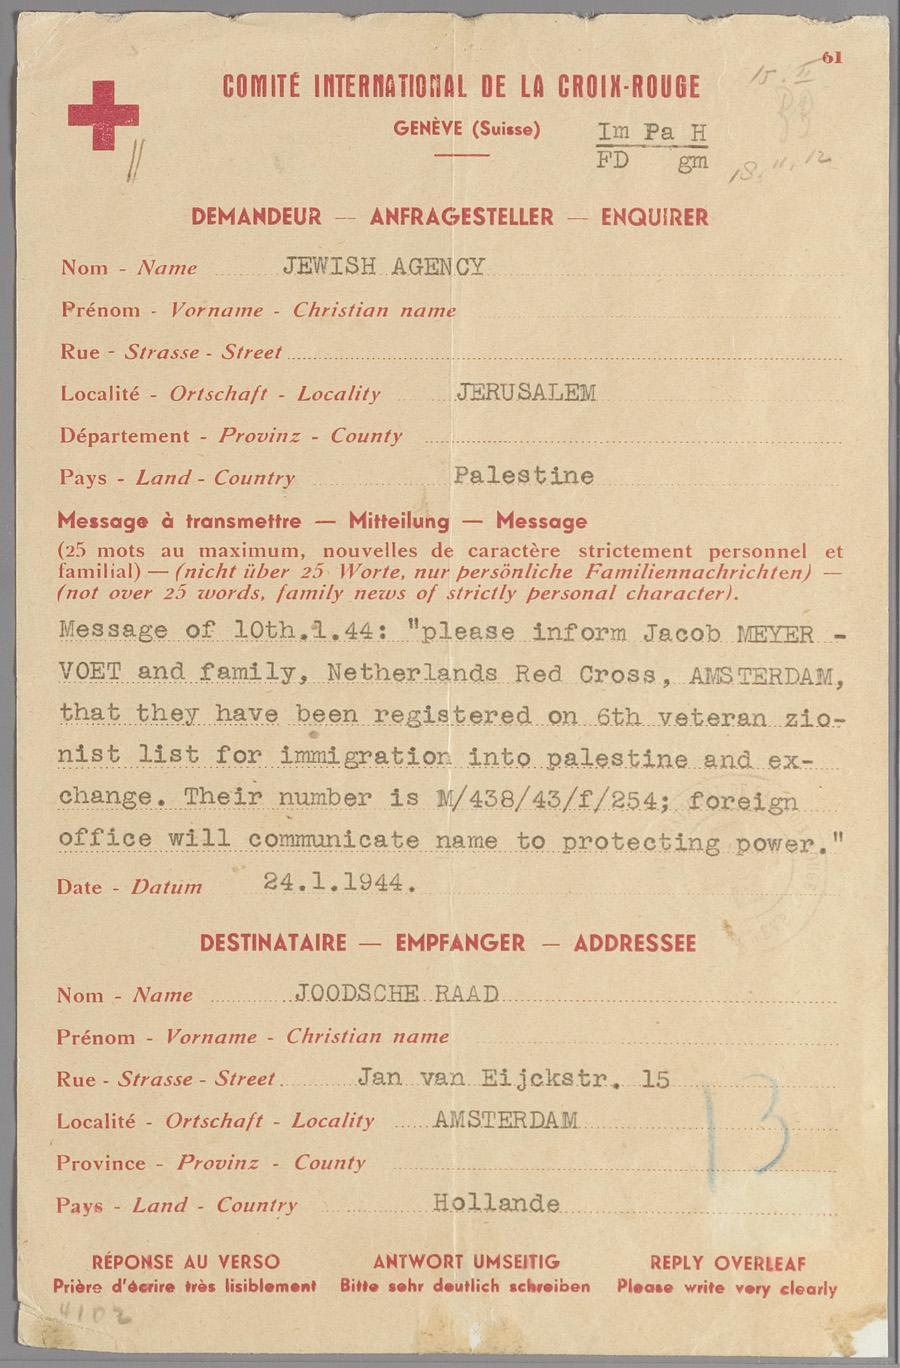 61
COMITÉ INTERNATIONAL DE LA CROIX-ROUGE
15. II
GENÈVE (Suisse)
Im Pa H
FD gm
18.11.12
DEMANDEUR — ANFRAGESTELLER — ENQUIRER
Nom - Name JEWISH AGENCY
Prénom - Vorname - Christian name
Rue - Strasse - Street
Localité - Ortschaft - Locality JERUSALEM
Département - Provinz - County
Pays - Land - Country Palestine
Message à transmettre — Mitteilung — Message
(25 mots au maximum, nouvelles de caractère strictement personnel et
familial) — (nicht über 25 Worte, nur persönliche Familiennachrichten) —
(not over 25 words, family news of strictly personal character).
Message of 10th.1.44: "please inform Jacob MEYER -
VOET and family, Netherlands Red Cross, AMSTERDAM,
that they have been registered on 6th veteran zio-
nist list for immigration into palestine and ex-
change. Their number is M/438/43/f/254; foreign
office will communicate name to protecting power."
Date - Datum 24.1.1944.
DESTINATAIRE — EMPFANGER — ADDRESSEE
Nom - Name JOODSCHE RAAD
Prénom - Vorname - Christian name
Rue - Strasse - Street Jan van Eijckstr. 15
Localité - Ortschaft - Locality AMSTERDAM
13
Province - Provinz - County
Pays - Land - Country Hollande
RÉPONSE AU VERSO ANTWORT UMSEITIG REPLY OVERLEAF
Prière d'écrire très lisiblement Bitte sehr deutlich schreiben Please write very clearly
4102